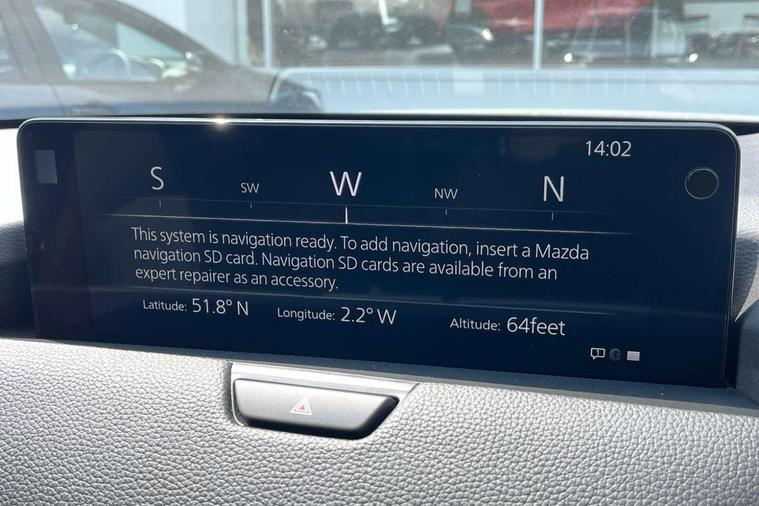 14:02
S SW W NW N
This system is navigation ready. To add navigation, insert a Mazda
navigation SD card. Navigation SD cards are available from an
expert repairer as an accessory.
Latitude: 51.8° N Longitude: 2.2° W Altitude: 64feet